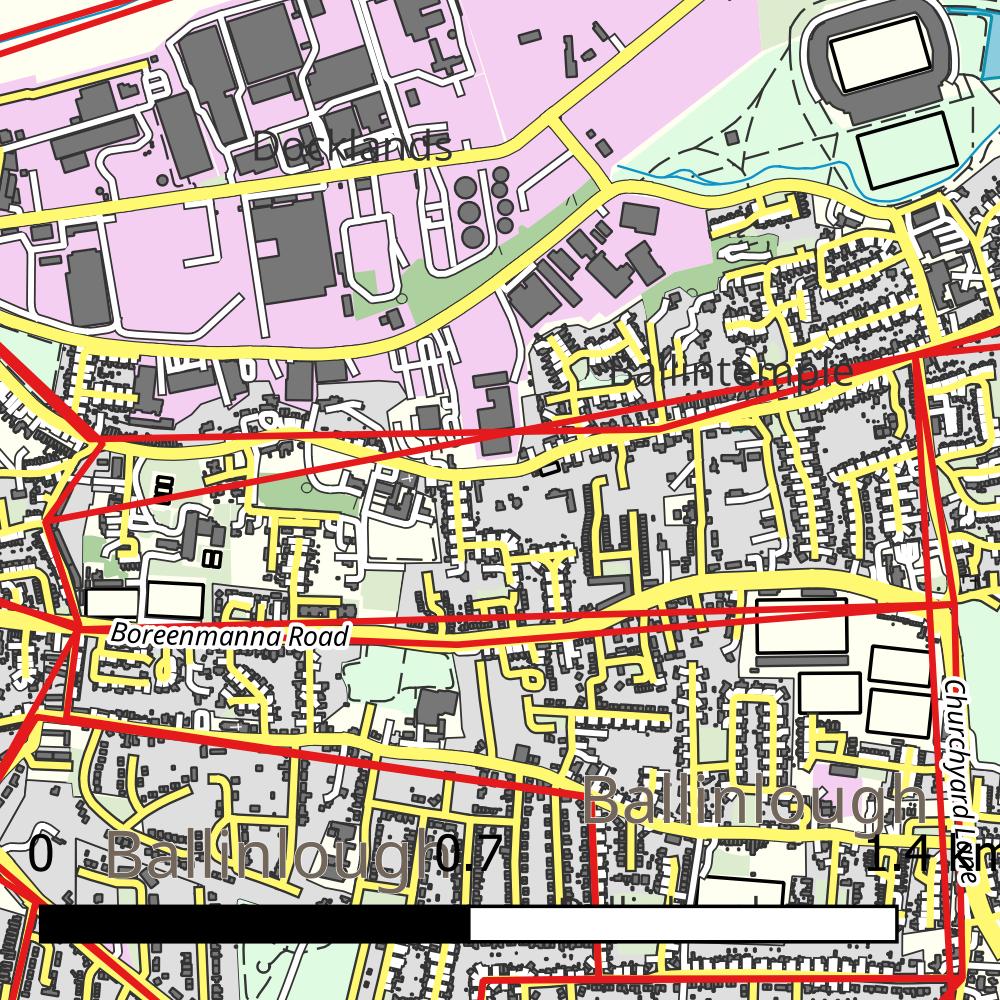 Docklands
Ballintemple
Boreenmanna Road
Churchyard Lane
Ballinlough
Ballinlough
0
0.7
1.4 km